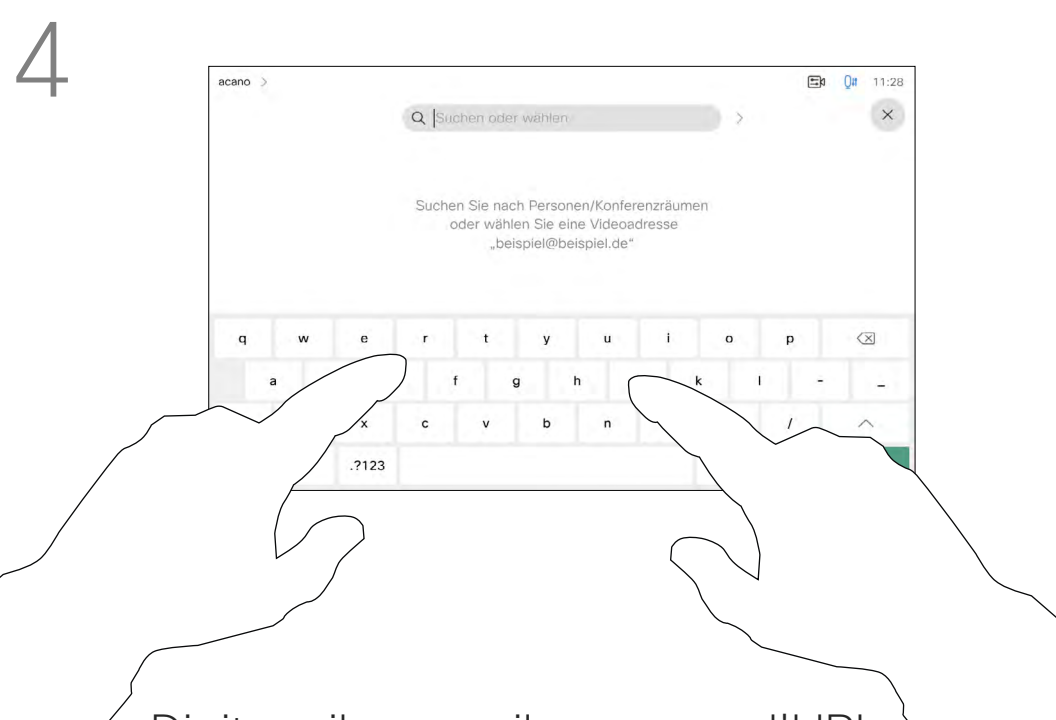 4
acano > 11:28
Suchen oder wählen >
Suchen Sie nach Personen/Konferenzräumen
oder wählen Sie eine Videoadresse
„beispiel@beispiel.de“
q w e r t y u i o p
a f g h k l - _
x c v b n /
.?123